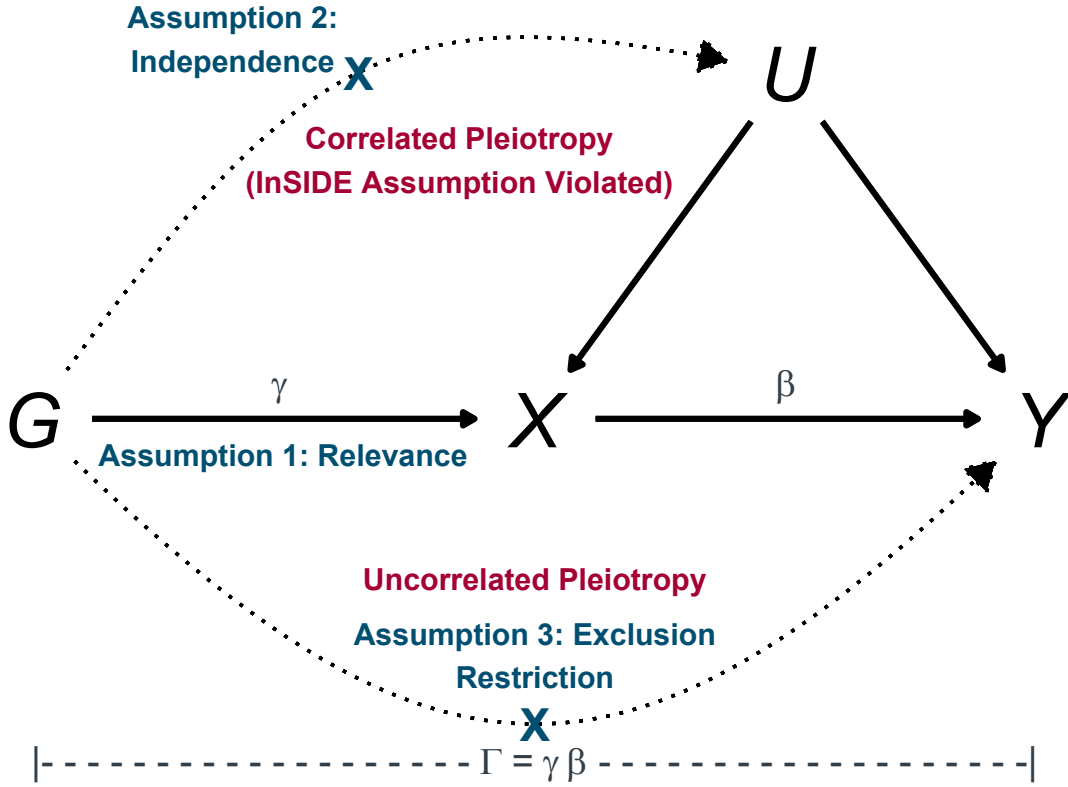 Assumption 2:
Independence
X
U
Correlated Pleiotropy
(InSIDE Assumption Violated)
γ
β
G
X
Y
Assumption 1: Relevance
Uncorrelated Pleiotropy
Assumption 3: Exclusion
Restriction
X
|- - - - - - - - - - - - - - - - - - - Γ = γ β - - - - - - - - - - - - - - - - - - -|